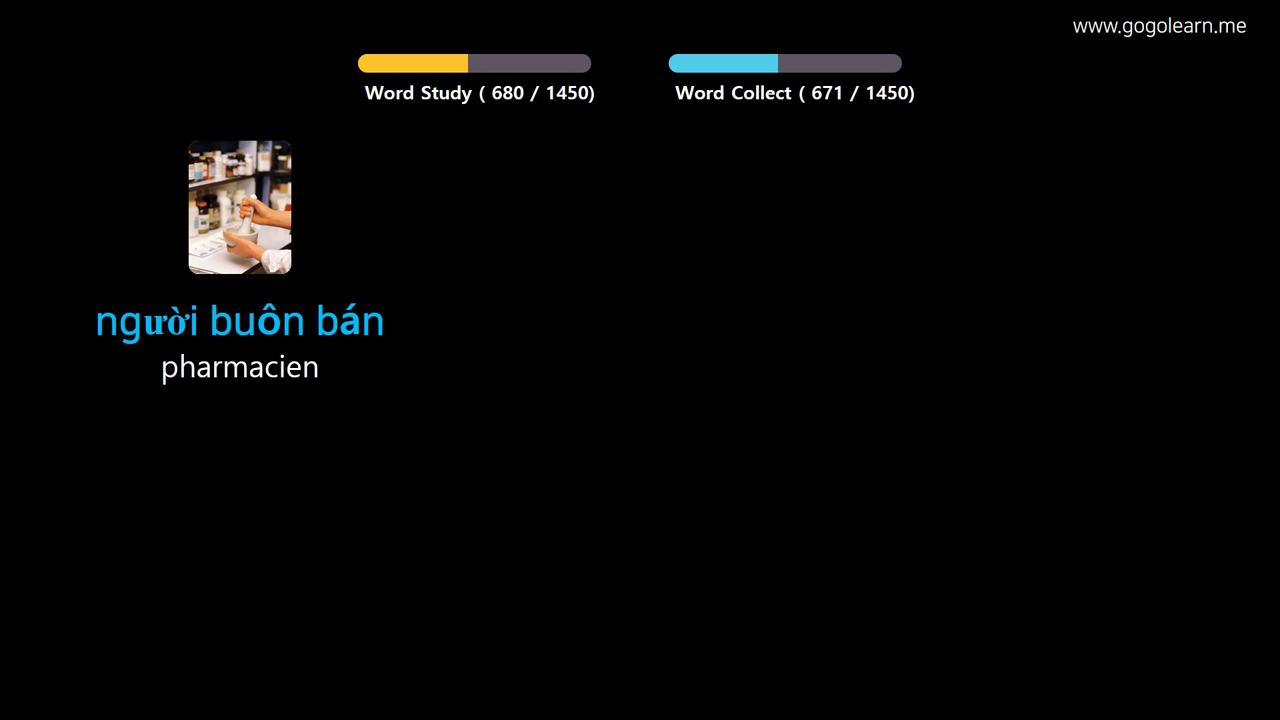 www.gogolearn.me
Word Study ( 680 / 1450)
Word Collect ( 671 / 1450)
người buôn bán
pharmacien